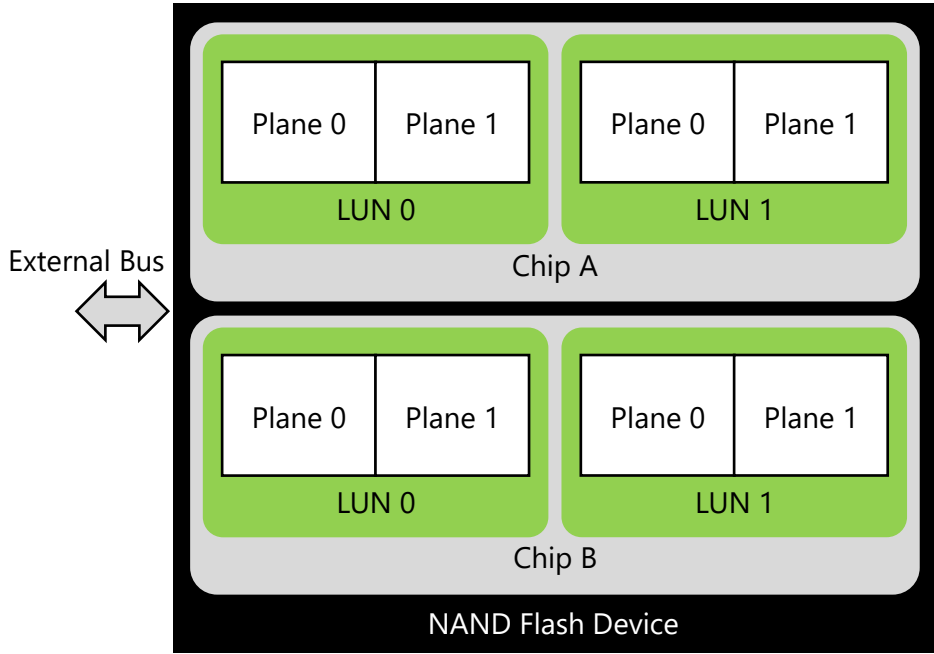 Plane 0 Plane 1 Plane 0 Plane 1
LUN 0 LUN 1
Chip A
External Bus
Plane 0 Plane 1 Plane 0 Plane 1
LUN 0 LUN 1
Chip B
NAND Flash Device